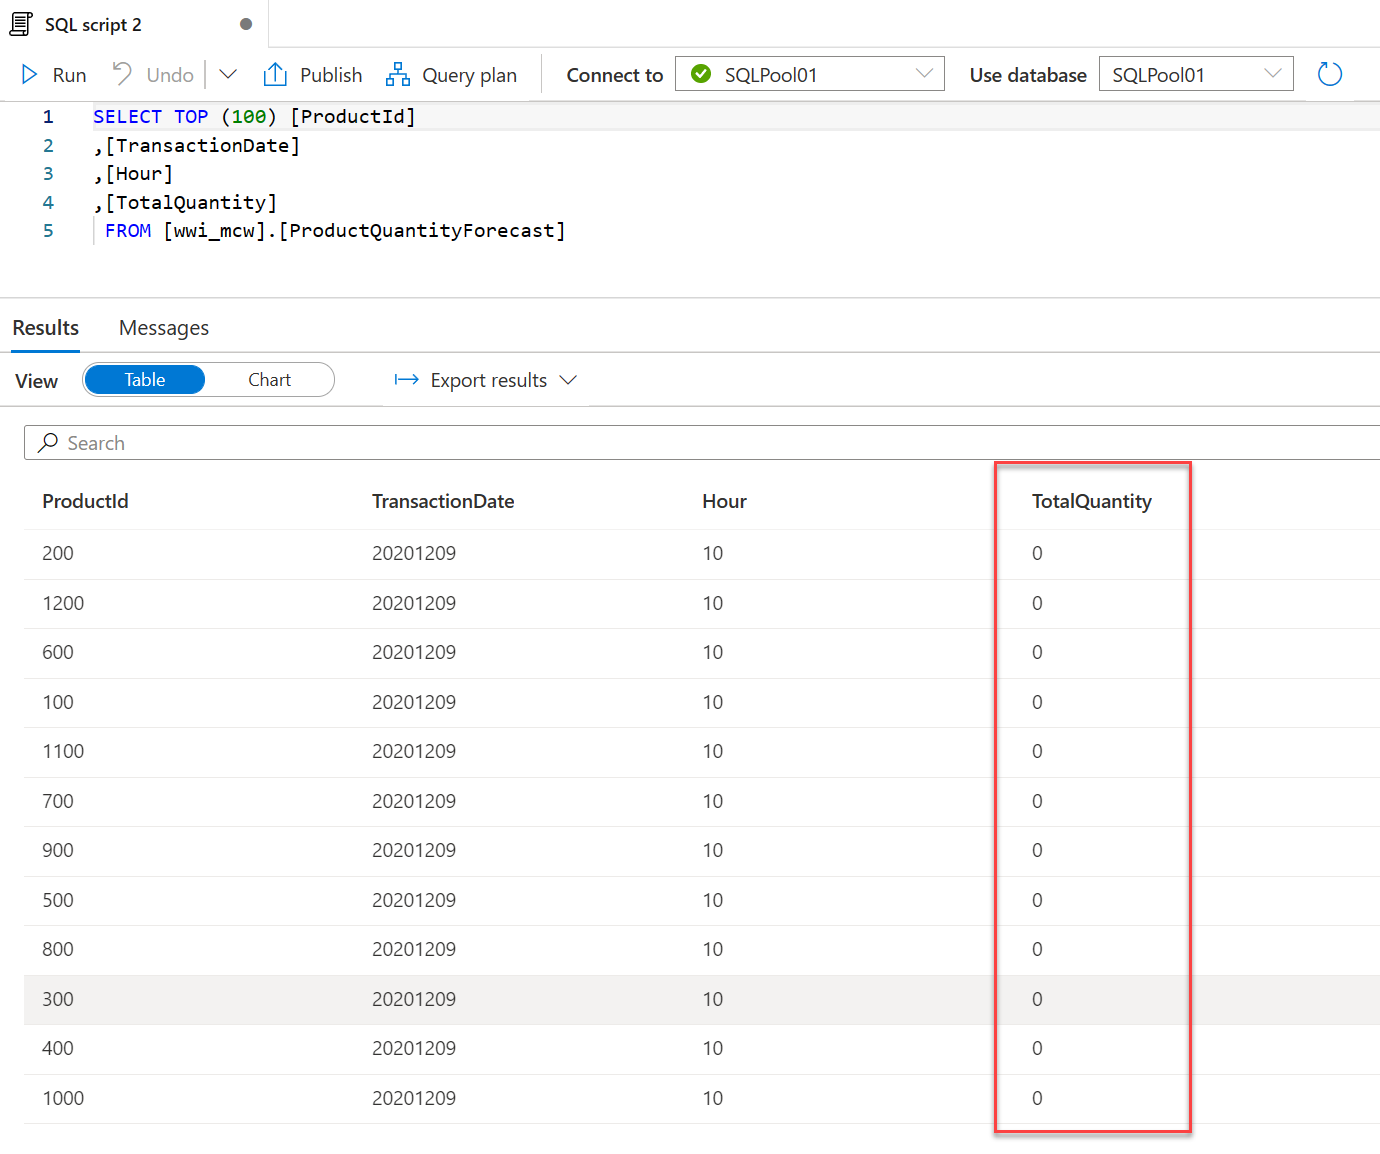 SQL script 2
Run Undo Publish Query plan Connect to SQLPool01 Use database SQLPool01
1 SELECT TOP (100) [ProductId]
2 ,[TransactionDate]
3 ,[Hour]
4 ,[TotalQuantity]
5 FROM [wwi_mcw].[ProductQuantityForecast]
Results Messages
View Table Chart Export results
Search
ProductId TransactionDate Hour TotalQuantity
200 20201209 10 0
1200 20201209 10 0
600 20201209 10 0
100 20201209 10 0
1100 20201209 10 0
700 20201209 10 0
900 20201209 10 0
500 20201209 10 0
800 20201209 10 0
300 20201209 10 0
400 20201209 10 0
1000 20201209 10 0